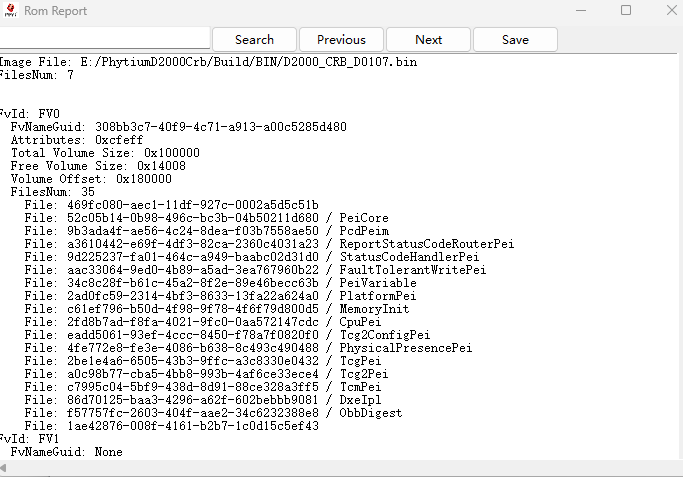 Rom Report
Search Previous Next Save
Image File: E:/PhytiumD2000Crb/Build/BIN/D2000_CRB_D0107.bin
FilesNum: 7
FvId: FV0
FvNameGuid: 308bb3c7-40f9-4c71-a913-a00c5285d480
Attributes: 0xcfeff
Total Volume Size: 0x100000
Free Volume Size: 0x14008
Volume Offset: 0x180000
FilesNum: 35
File: 469fc080-aec1-11df-927c-0002a5d5c51b
File: 52c05b14-0b98-496c-bc3b-04b50211d680 / PeiCore
File: 9b3ada4f-ae56-4c24-8dea-f03b7558ae50 / PcdPeim
File: a3610442-e69f-4df3-82ca-2360c4031a23 / ReportStatusCodeRouterPei
File: 9d225237-fa01-464c-a949-baabc02d31d0 / StatusCodeHandlerPei
File: aac33064-9ed0-4b89-a5ad-3ea767960b22 / FaultTolerantWritePei
File: 34c8c28f-b61c-45a2-8f2e-89e46becc63b / PeiVariable
File: 2ad0fc59-2314-4bf3-8633-13fa22a624a0 / PlatformPei
File: c61ef796-b50d-4f98-9f78-4f6f79d800d5 / MemoryInit
File: 2fd8b7ad-f8fa-4021-9fc0-0aa572147cdc / CpuPei
File: eadd5061-93ef-4ccc-8450-f78a7f0820f0 / Tcg2ConfigPei
File: 4fe772e8-fe3e-4086-b638-8c493c490488 / PhysicalPresencePei
File: 2be1e4a6-6505-43b3-9ffc-a3c8330e0432 / TcgPei
File: a0c98b77-cba5-4bb8-993b-4af6ce33ece4 / Tcg2Pei
File: c7995c04-5bf9-438d-8d91-88ce328a3ff5 / TcmPei
File: 86d70125-baa3-4296-a62f-602bebbb9081 / DxeIpl
File: f57757fc-2603-404f-aae2-34c6232388e8 / ObbDigest
File: 1ae42876-008f-4161-b2b7-1c0d15c5ef43
FvId: FV1
FvNameGuid: None